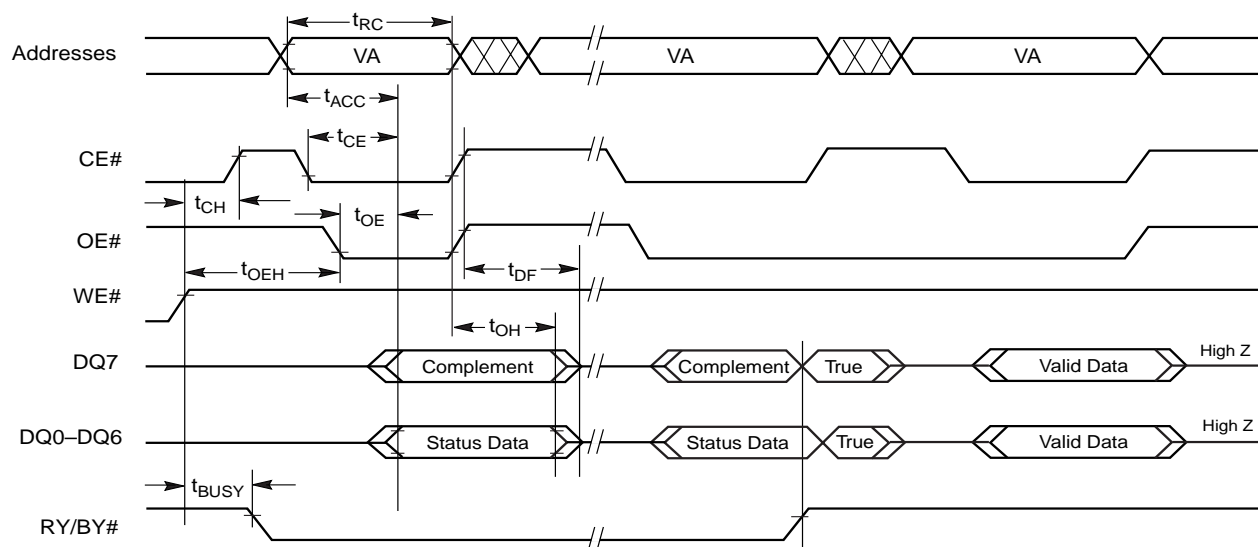 tRC
Addresses VA VA VA
tACC
tCE
CE#
tCH tOE
OE#
tOEH tDF
WE#
tOH
DQ7 Complement Complement True Valid Data High Z
DQ0–DQ6 Status Data Status Data True Valid Data High Z
tBUSY
RY/BY#